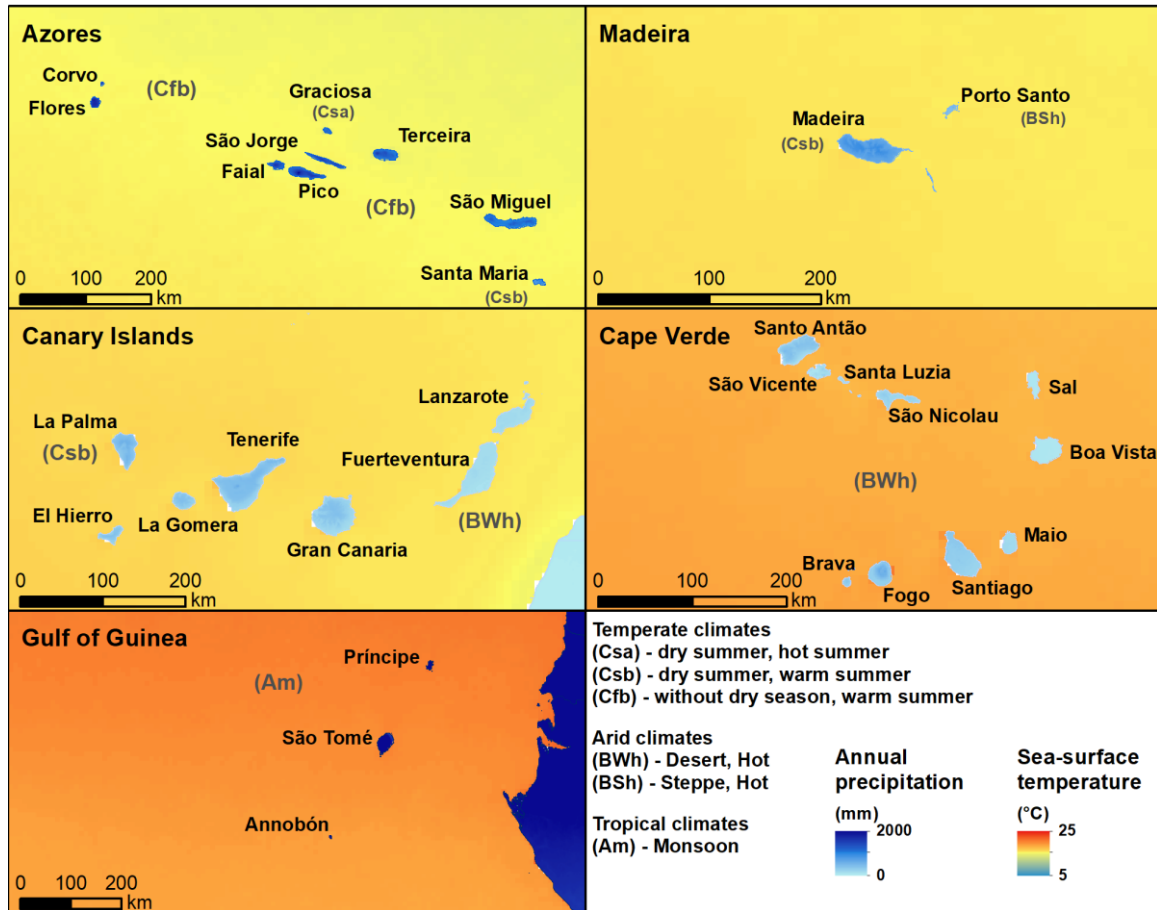 Azores
Corvo
Flores
(Cfb)
Graciosa
(Csa)
São Jorge
Terceira
Faial
Pico
(Cfb)
São Miguel
Santa Maria
(Csb)
0 100 200
km
Madeira
Porto Santo
(BSh)
Madeira
(Csb)
0 100 200
km
Canary Islands
Lanzarote
La Palma
(Csb)
Tenerife
Fuerteventura
El Hierro
La Gomera
(BWh)
Gran Canaria
0 100 200
km
Cape Verde
Santo Antão
São Vicente
Santa Luzia
São Nicolau
Sal
Boa Vista
(BWh)
Maio
Brava
Fogo
Santiago
0 100 200
km
Gulf of Guinea
Príncipe
(Am)
São Tomé
Annobón
0 100 200
km
Temperate climates
(Csa) - dry summer, hot summer
(Csb) - dry summer, warm summer
(Cfb) - without dry season, warm summer
Arid climates
(BWh) - Desert, Hot
(BSh) - Steppe, Hot
Tropical climates
(Am) - Monsoon
Annual
precipitation
(mm)
2000
0
Sea-surface
temperature
(°C)
25
5